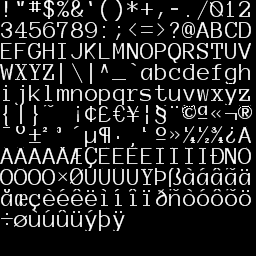 !"#$%&'()*+,-./012
3456789:;<=>?@ABCD
EFGHIJKLMNOPQRSTUV
WXYZ[\]^_`abcdefgh
ijklmnopqrstuvwxyz
{|}~ ¡¢£€¥¦§¨©ª«¬®
¯°±²³´µ¶·¸¹º»¼½¾¿À
ÁÂÃÄÅÆÇÈÉÊËÌÍÎÏÐÑÒ
ÓÔÕÖ×ØÙÚÛÜÝÞßàáâãä
åæçèéêëìíîïðñòóôõö
÷øùúûüýþÿ